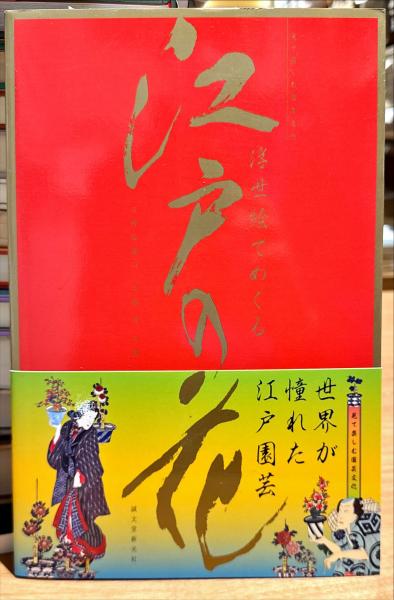 浮世絵でめぐる
江戸の花
世界が
憧れた
江戸園芸
見て楽しむ園芸文化
誠文堂新光社